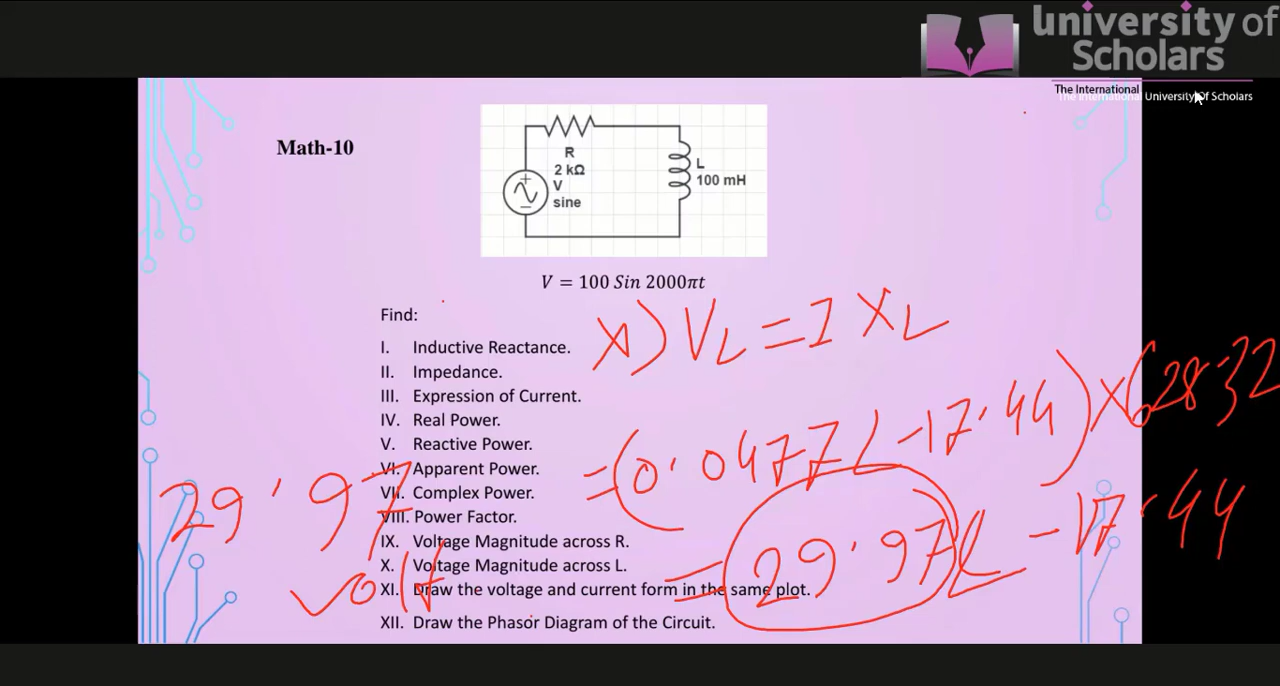 University of
Scholars
The International
The International University Of Scholars
Math-10
R
2 kΩ
V
sine
L
100 mH
V = 100 Sin 2000πt
Find:
I. Inductive Reactance.
II. Impedance.
III. Expression of Current.
IV. Real Power.
V. Reactive Power.
VI. Apparent Power.
VII. Complex Power.
VIII. Power Factor.
IX. Voltage Magnitude across R.
X. Voltage Magnitude across L.
XI. Draw the voltage and current form in the same plot.
XII. Draw the Phasor Diagram of the Circuit.
X) VL = I XL
= (0.0477∠-17.44) × 628.32
= 29.97∠-17.44
29.97
volt